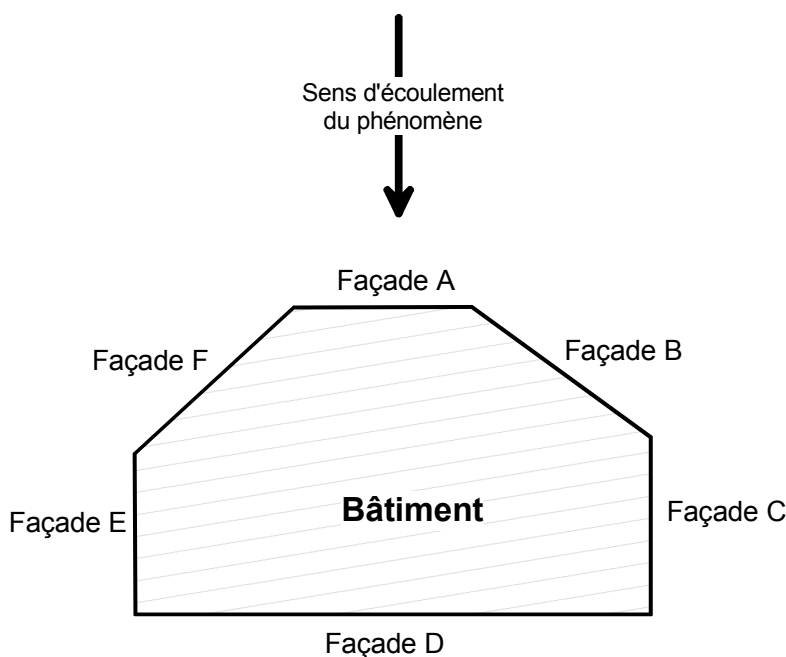 Sens d'écoulement
du phénomène
Façade A
Façade B
Façade F
Bâtiment
Façade E
Façade C
Façade D